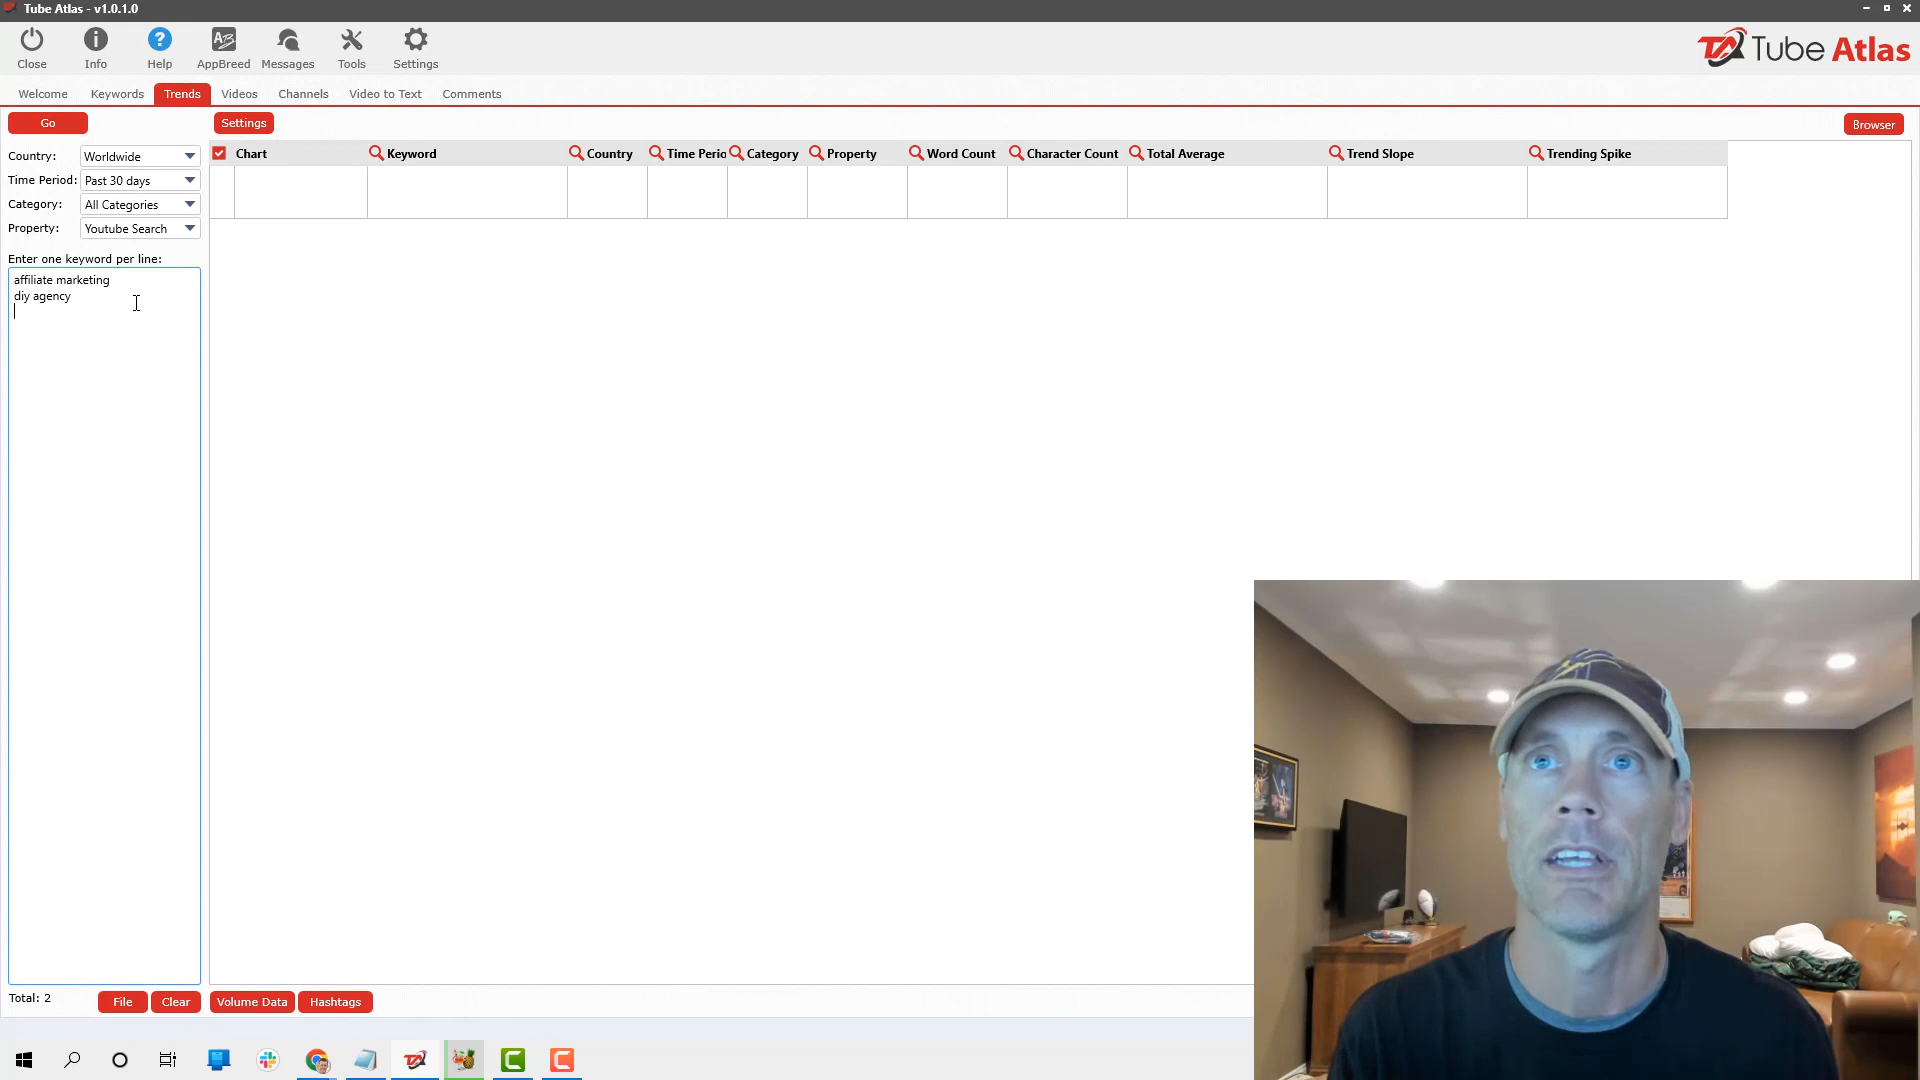 Tube Atlas - v1.0.1.0
Close Info Help AppBreed Messages Tools Settings
Tube Atlas
Welcome Keywords Trends Videos Channels Video to Text Comments
Go Settings Browser
Country: Worldwide
Time Period: Past 30 days
Category: All Categories
Property: Youtube Search
Chart Keyword Country Time Perio Category Property Word Count Character Count Total Average Trend Slope Trending Spike
Enter one keyword per line:
affiliate marketing
diy agency
Total: 2 File Clear Volume Data Hashtags